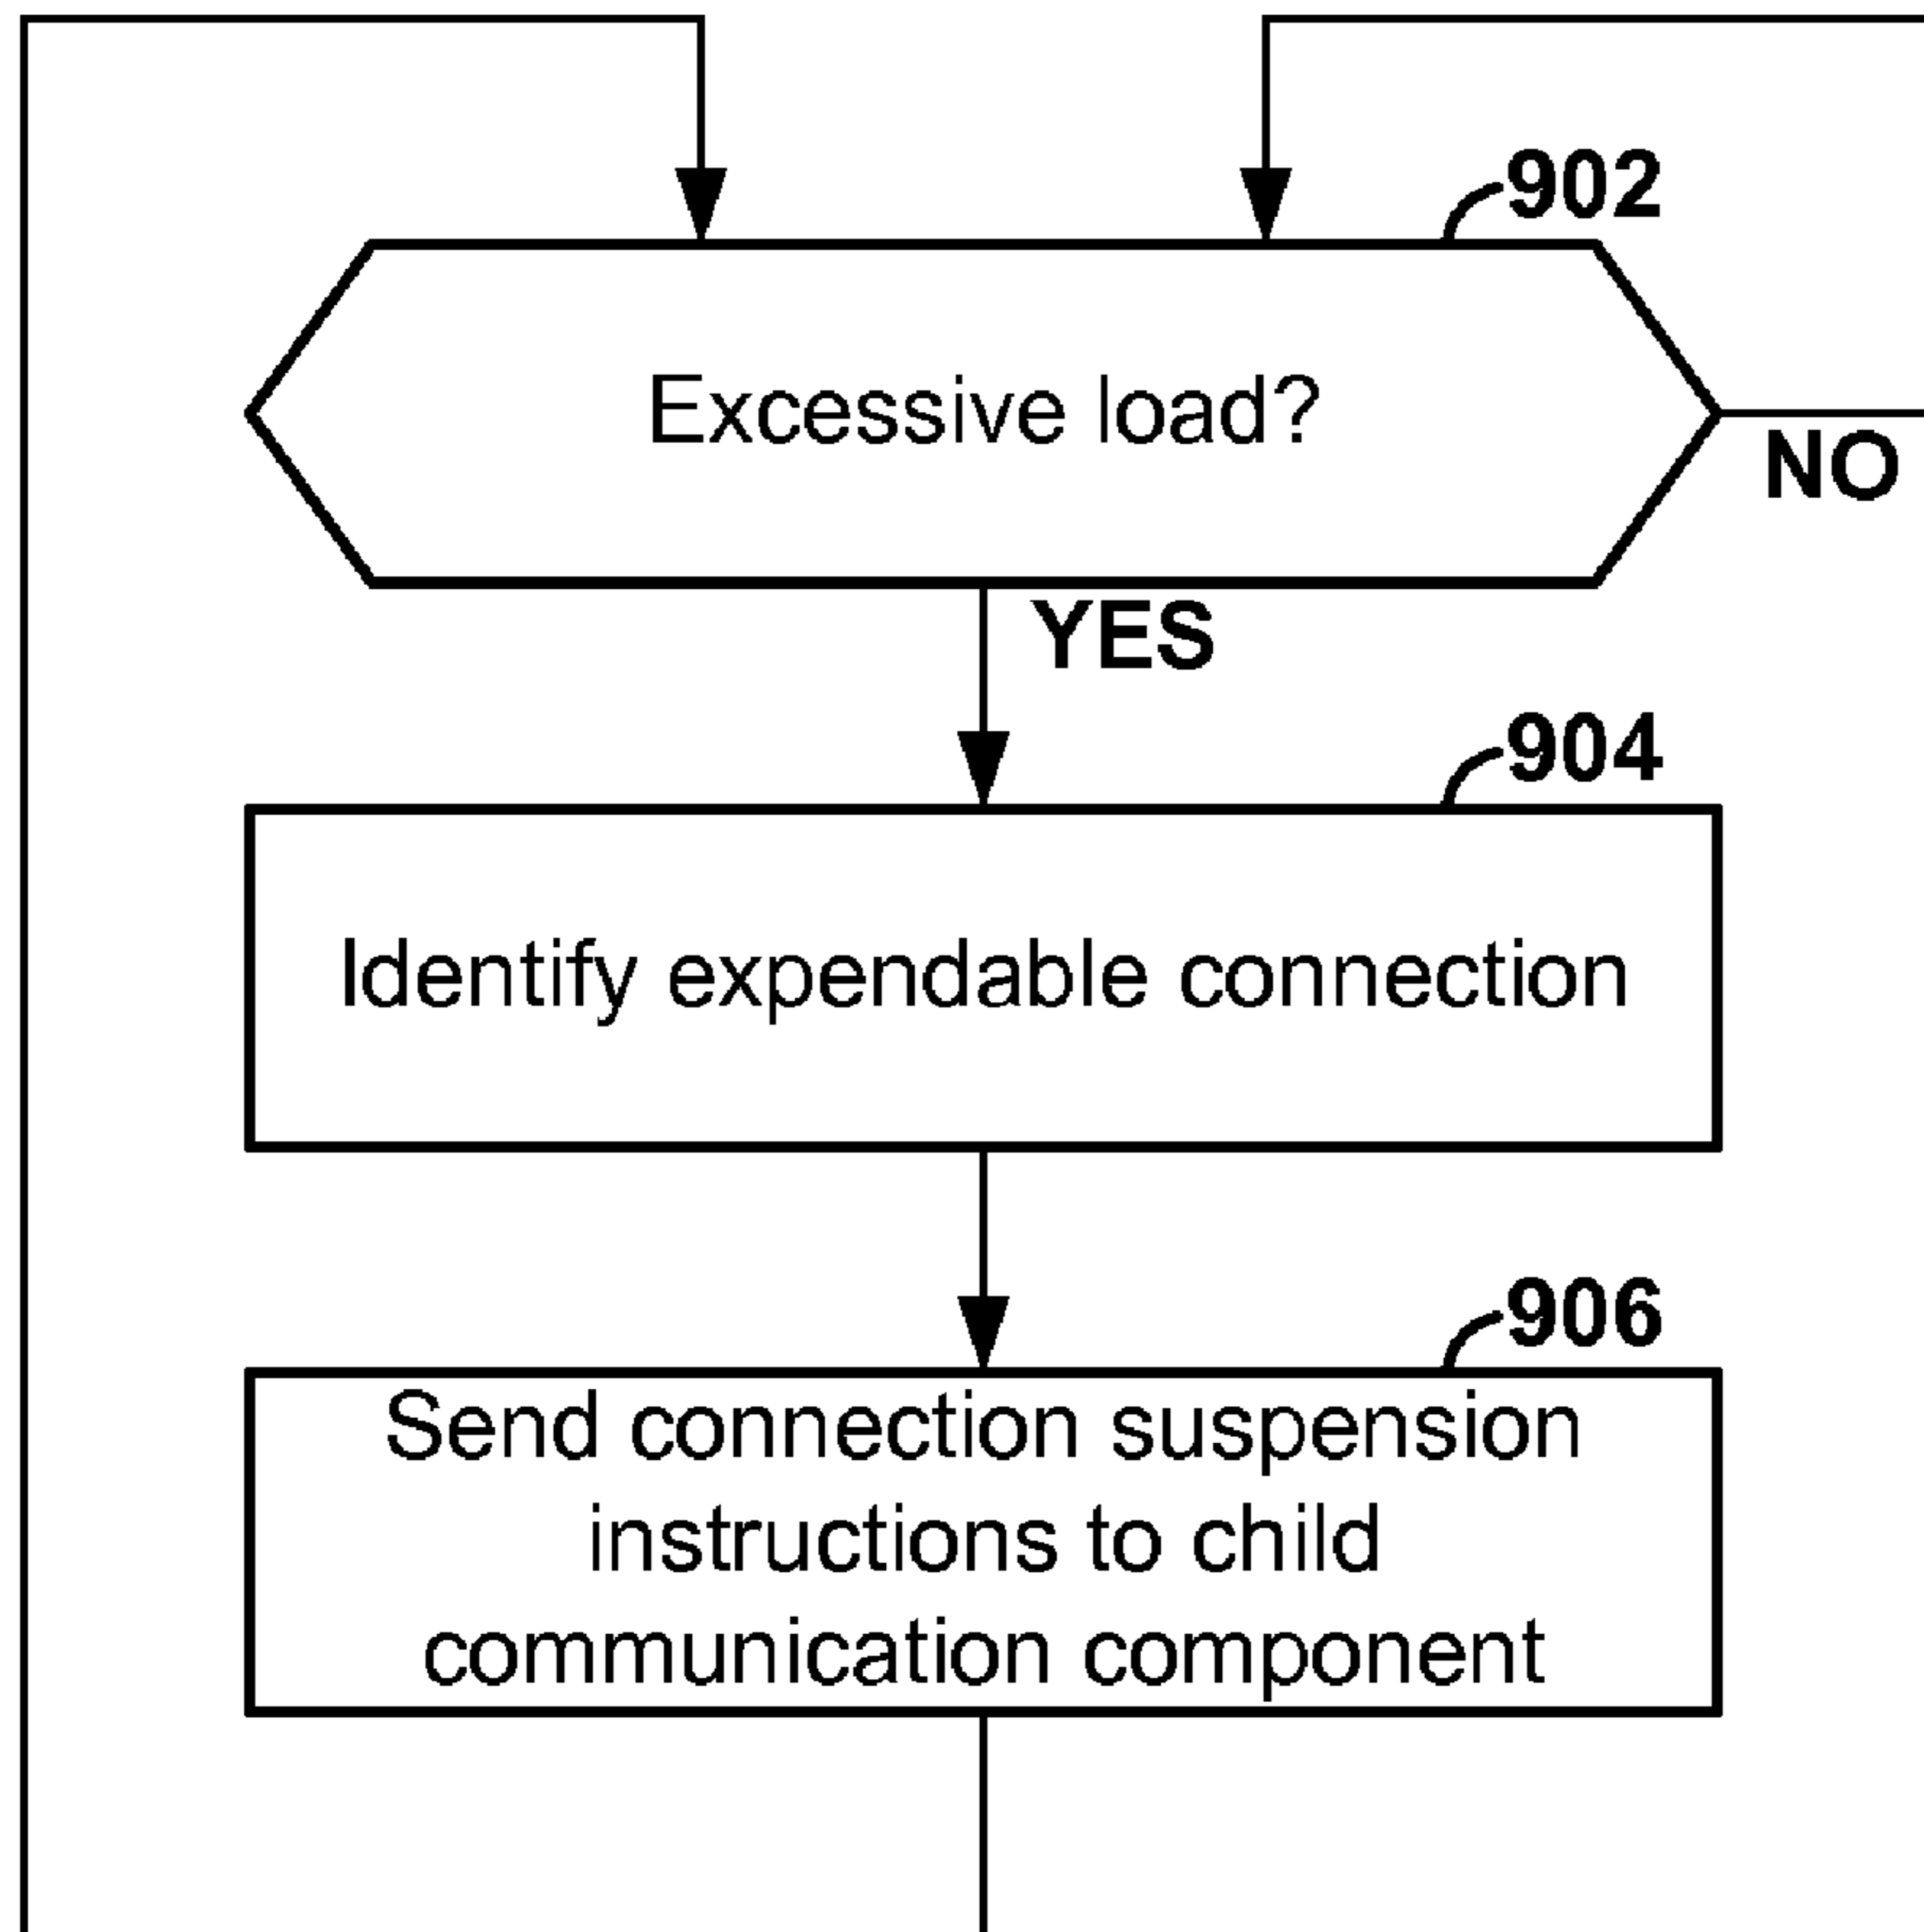 902
Excessive load?
NO
YES
904
Identify expendable connection
906
Send connection suspension
instructions to child
communication component